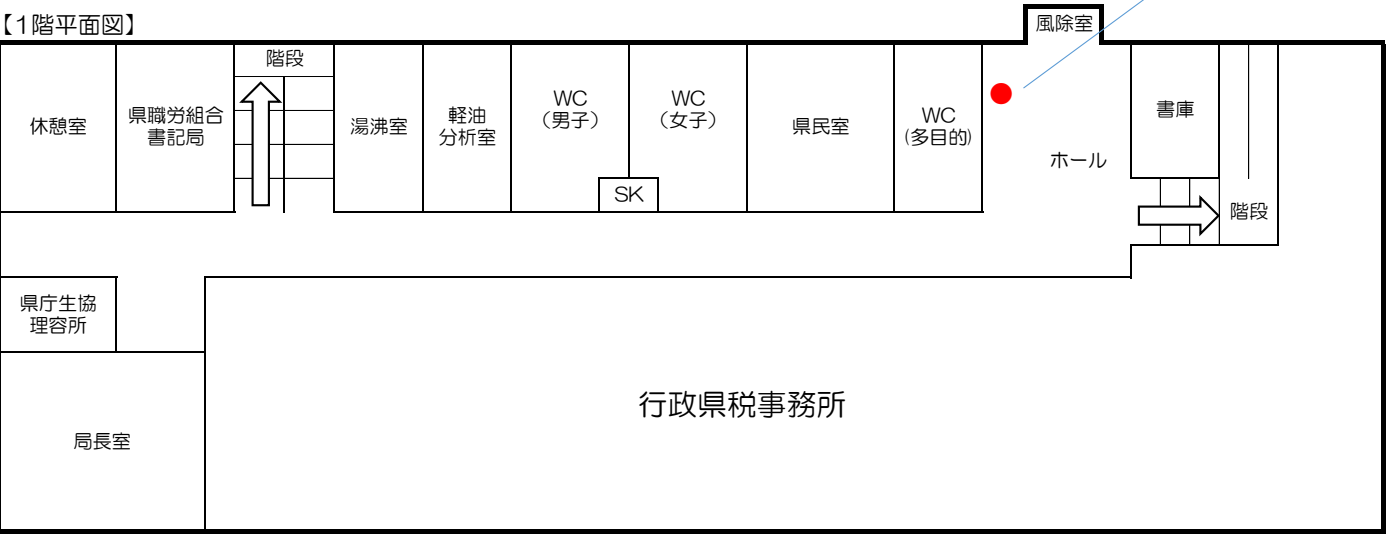 【1階平面図】
風除室
休憩室
県職労組合
書記局
階段
湯沸室
軽油
分析室
WC
（男子）
WC
（女子）
SK
県民室
WC
(多目的)
ホール
書庫
階段
県庁生協
理容所
局長室
行政県税事務所